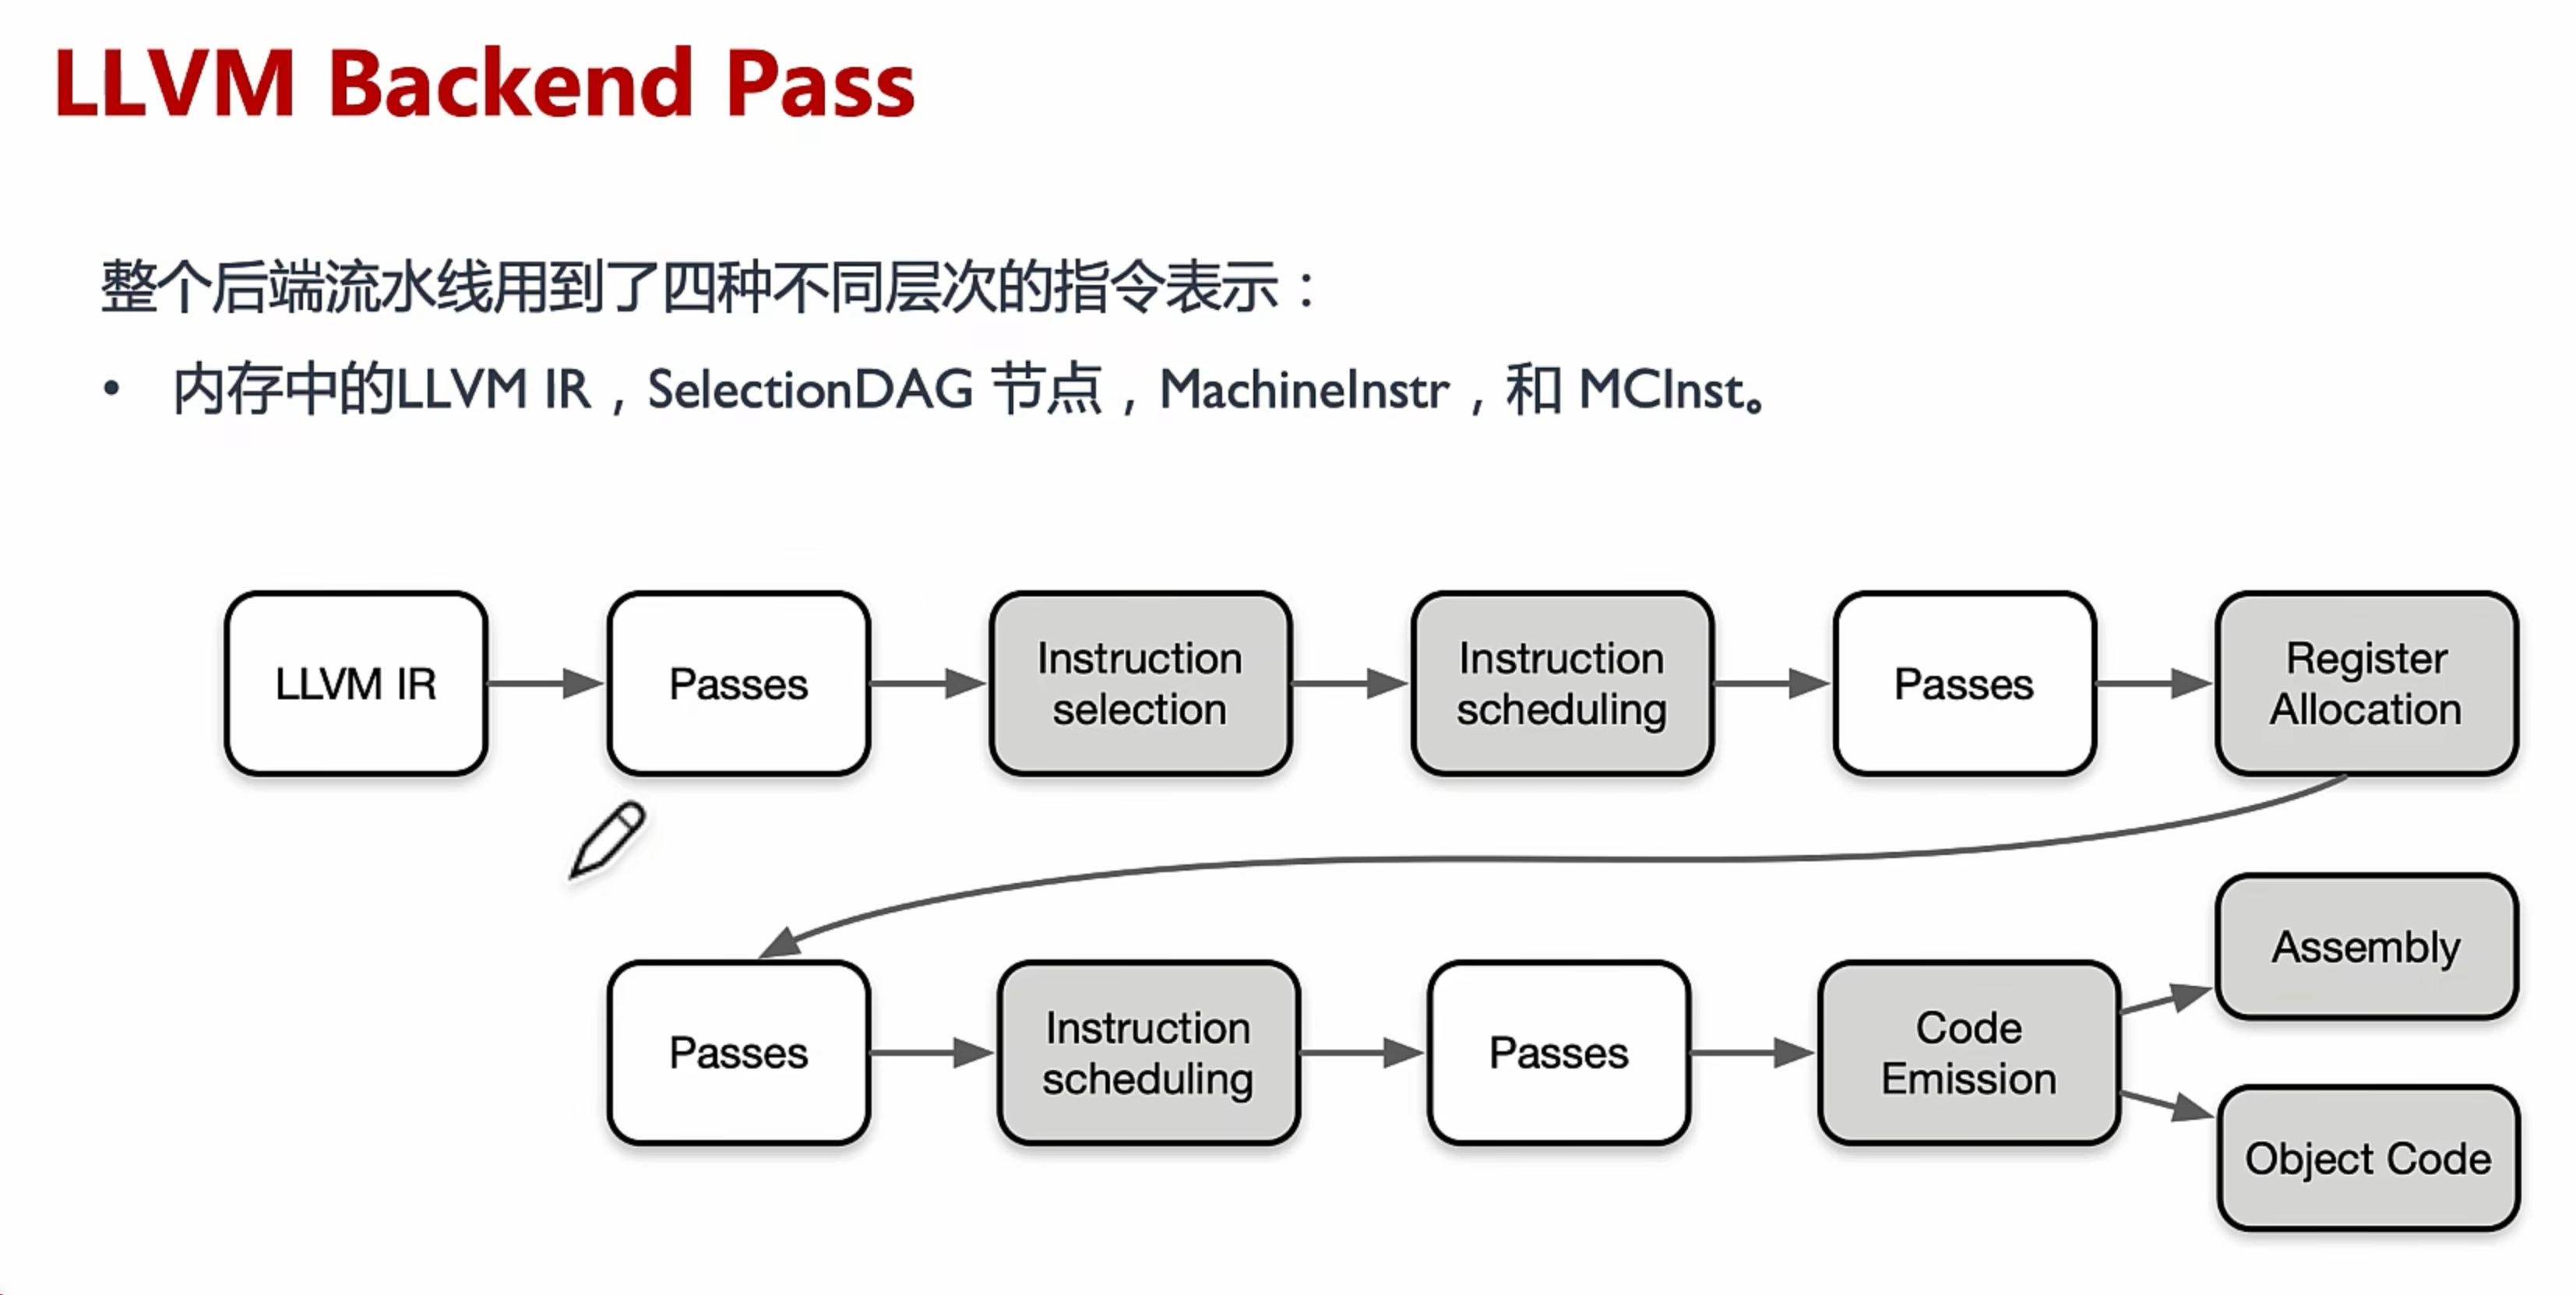 LLVM Backend Pass
整个后端流水线用到了四种不同层次的指令表示：
• 内存中的LLVM IR，SelectionDAG 节点，MachineInstr，和 MCInst。
LLVM IR
Passes
Instruction
selection
Instruction
scheduling
Passes
Register
Allocation
Passes
Instruction
scheduling
Passes
Code
Emission
Assembly
Object Code